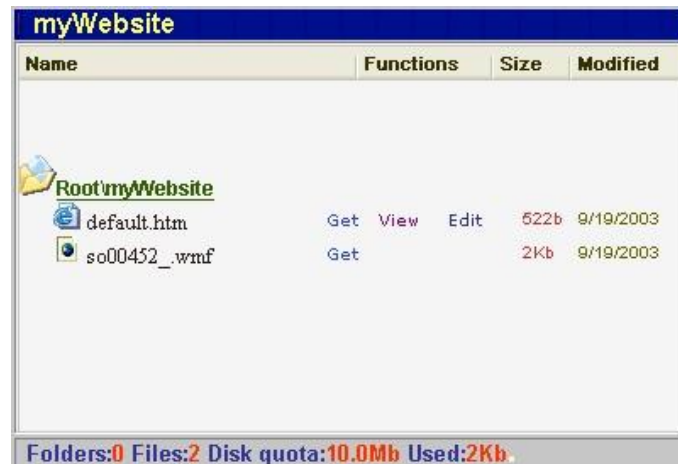 myWebsite
Name Functions Size Modified
Root\myWebsite
default.htm Get View Edit 522b 9/19/2003
so00452_.wmf Get 2Kb 9/19/2003
Folders:0 Files:2 Disk quota:10.0Mb Used:2Kb.